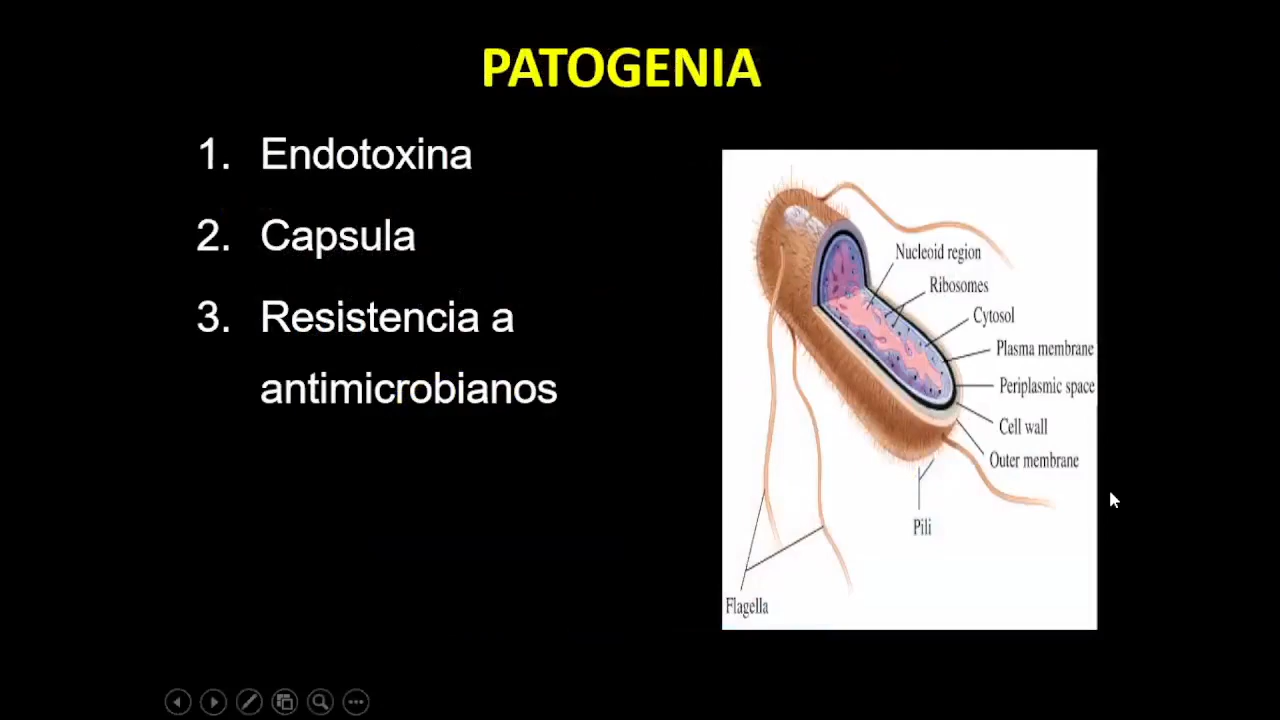 PATOGENIA
1. Endotoxina
2. Capsula
3. Resistencia a
antimicrobianos
Nucleoid region
Ribosomes
Cytosol
Plasma membrane
Periplasmic space
Cell wall
Outer membrane
Pili
Flagella